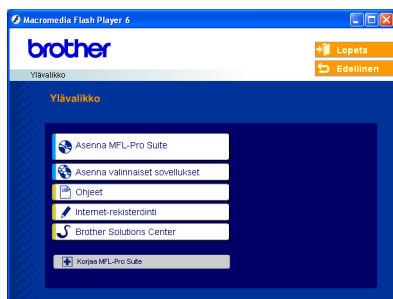 Macromedia Flash Player 6
brother
Lopeta
Edellinen
Ylävalikko
Ylävalikko
Asenna MFL-Pro Suite
Asenna valinnaiset sovellukset
Ohjeet
Internet-rekisteröinti
Brother Solutions Center
Korjaa MFL-Pro Suite